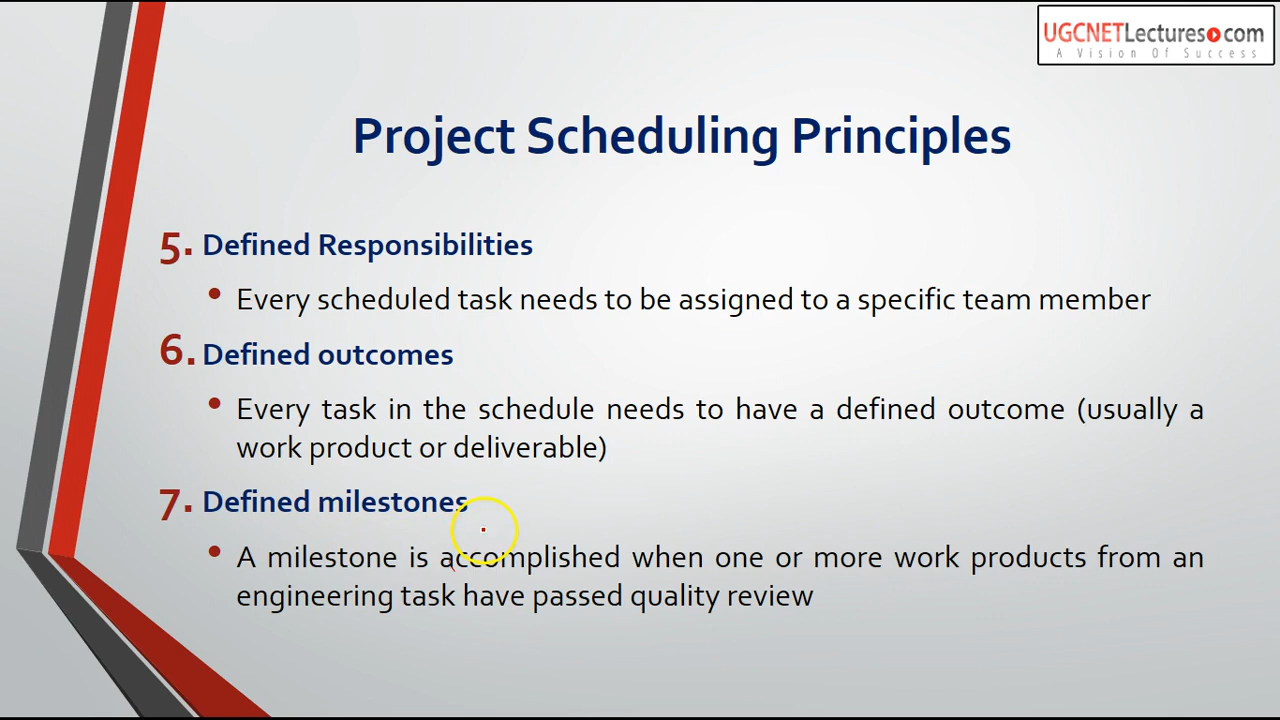 UGCNETLectures.com
A Vision Of Success
Project Scheduling Principles
5. Defined Responsibilities
• Every scheduled task needs to be assigned to a specific team member
6. Defined outcomes
• Every task in the schedule needs to have a defined outcome (usually a
work product or deliverable)
7. Defined milestones
• A milestone is accomplished when one or more work products from an
engineering task have passed quality review